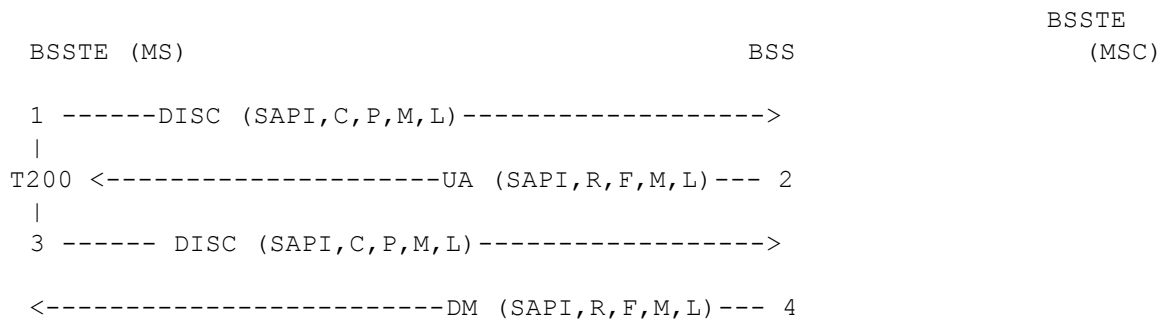 BSSTE
BSSTE (MS) BSS (MSC)
1 ------DISC (SAPI,C,P,M,L)------------------->
|
T200 <---------------------UA (SAPI,R,F,M,L)--- 2
|
3 ------ DISC (SAPI,C,P,M,L)------------------>
<-------------------------DM (SAPI,R,F,M,L)--- 4